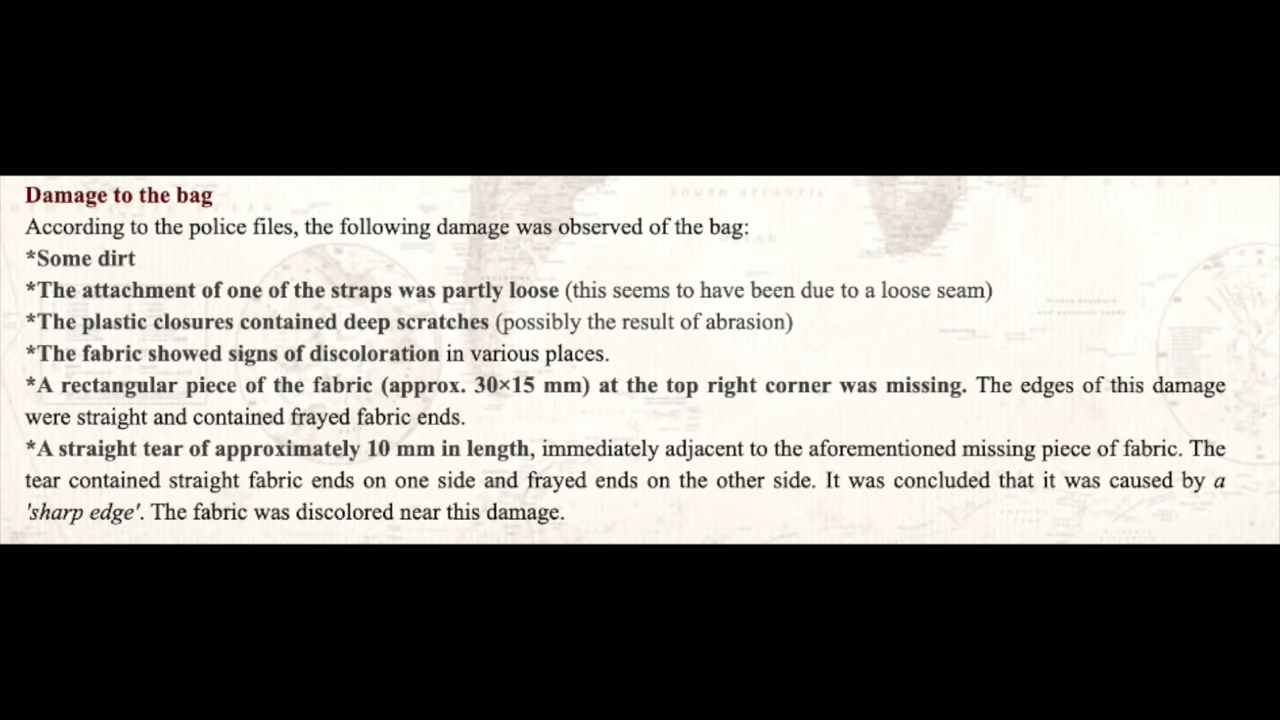 Damage to the bag
According to the police files, the following damage was observed of the bag:
*Some dirt
*The attachment of one of the straps was partly loose (this seems to have been due to a loose seam)
*The plastic closures contained deep scratches (possibly the result of abrasion)
*The fabric showed signs of discoloration in various places.
*A rectangular piece of the fabric (approx. 30×15 mm) at the top right corner was missing. The edges of this damage
were straight and contained frayed fabric ends.
*A straight tear of approximately 10 mm in length, immediately adjacent to the aforementioned missing piece of fabric. The
tear contained straight fabric ends on one side and frayed ends on the other side. It was concluded that it was caused by a
'sharp edge'. The fabric was discolored near this damage.
SOUTH ATLANTIC